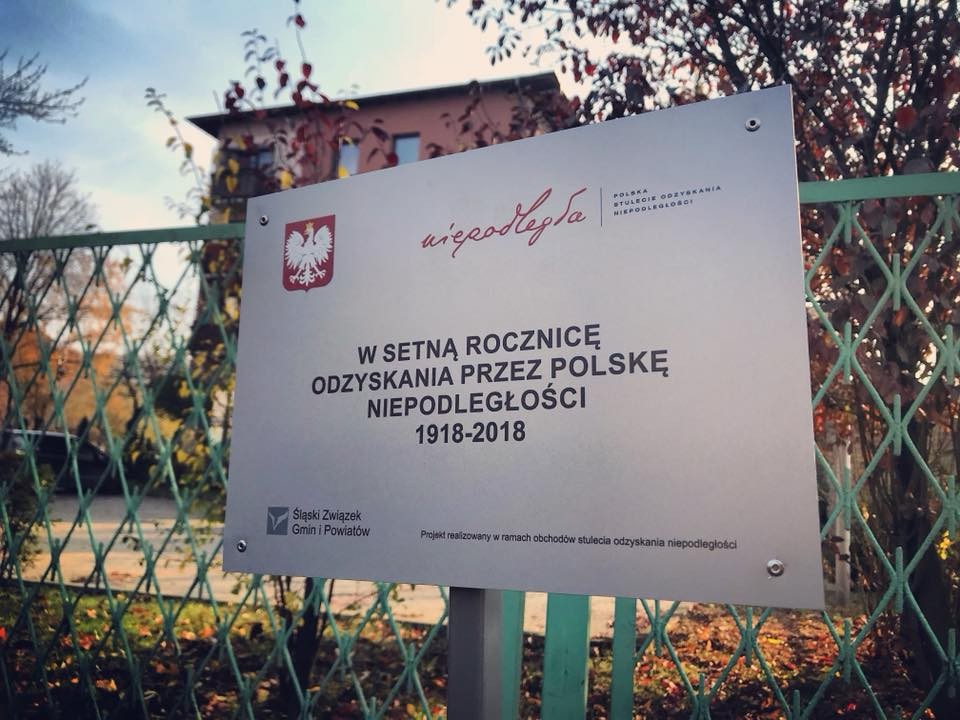 niepodległa
POLSKA
STULECIE ODZYSKANIA
NIEPODLEGŁOŚCI
W SETNĄ ROCZNICĘ
ODZYSKANIA PRZEZ POLSKĘ
NIEPODLEGŁOŚCI
1918-2018
Śląski Związek
Gmin i Powiatów
Projekt realizowany w ramach obchodów stulecia odzyskania niepodległości